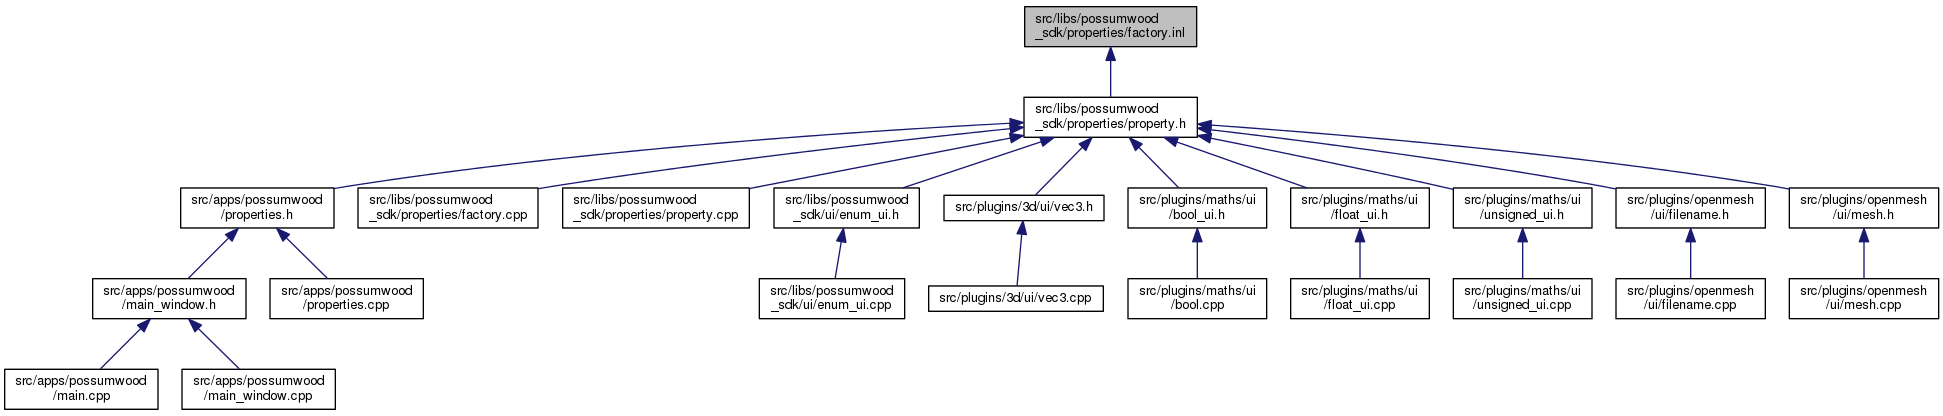 src/libs/possumwood
_sdk/properties/factory.inl
src/libs/possumwood
_sdk/properties/property.h
src/apps/possumwood
/properties.h
src/libs/possumwood
_sdk/properties/factory.cpp
src/libs/possumwood
_sdk/properties/property.cpp
src/libs/possumwood
_sdk/ui/enum_ui.h
src/plugins/3d/ui/vec3.h
src/plugins/maths/ui
/bool_ui.h
src/plugins/maths/ui
/float_ui.h
src/plugins/maths/ui
/unsigned_ui.h
src/plugins/openmesh
/ui/filename.h
src/plugins/openmesh
/ui/mesh.h
src/apps/possumwood
/main_window.h
src/apps/possumwood
/properties.cpp
src/libs/possumwood
_sdk/ui/enum_ui.cpp
src/plugins/3d/ui/vec3.cpp
src/plugins/maths/ui
/bool.cpp
src/plugins/maths/ui
/float_ui.cpp
src/plugins/maths/ui
/unsigned_ui.cpp
src/plugins/openmesh
/ui/filename.cpp
src/plugins/openmesh
/ui/mesh.cpp
src/apps/possumwood
/main.cpp
src/apps/possumwood
/main_window.cpp